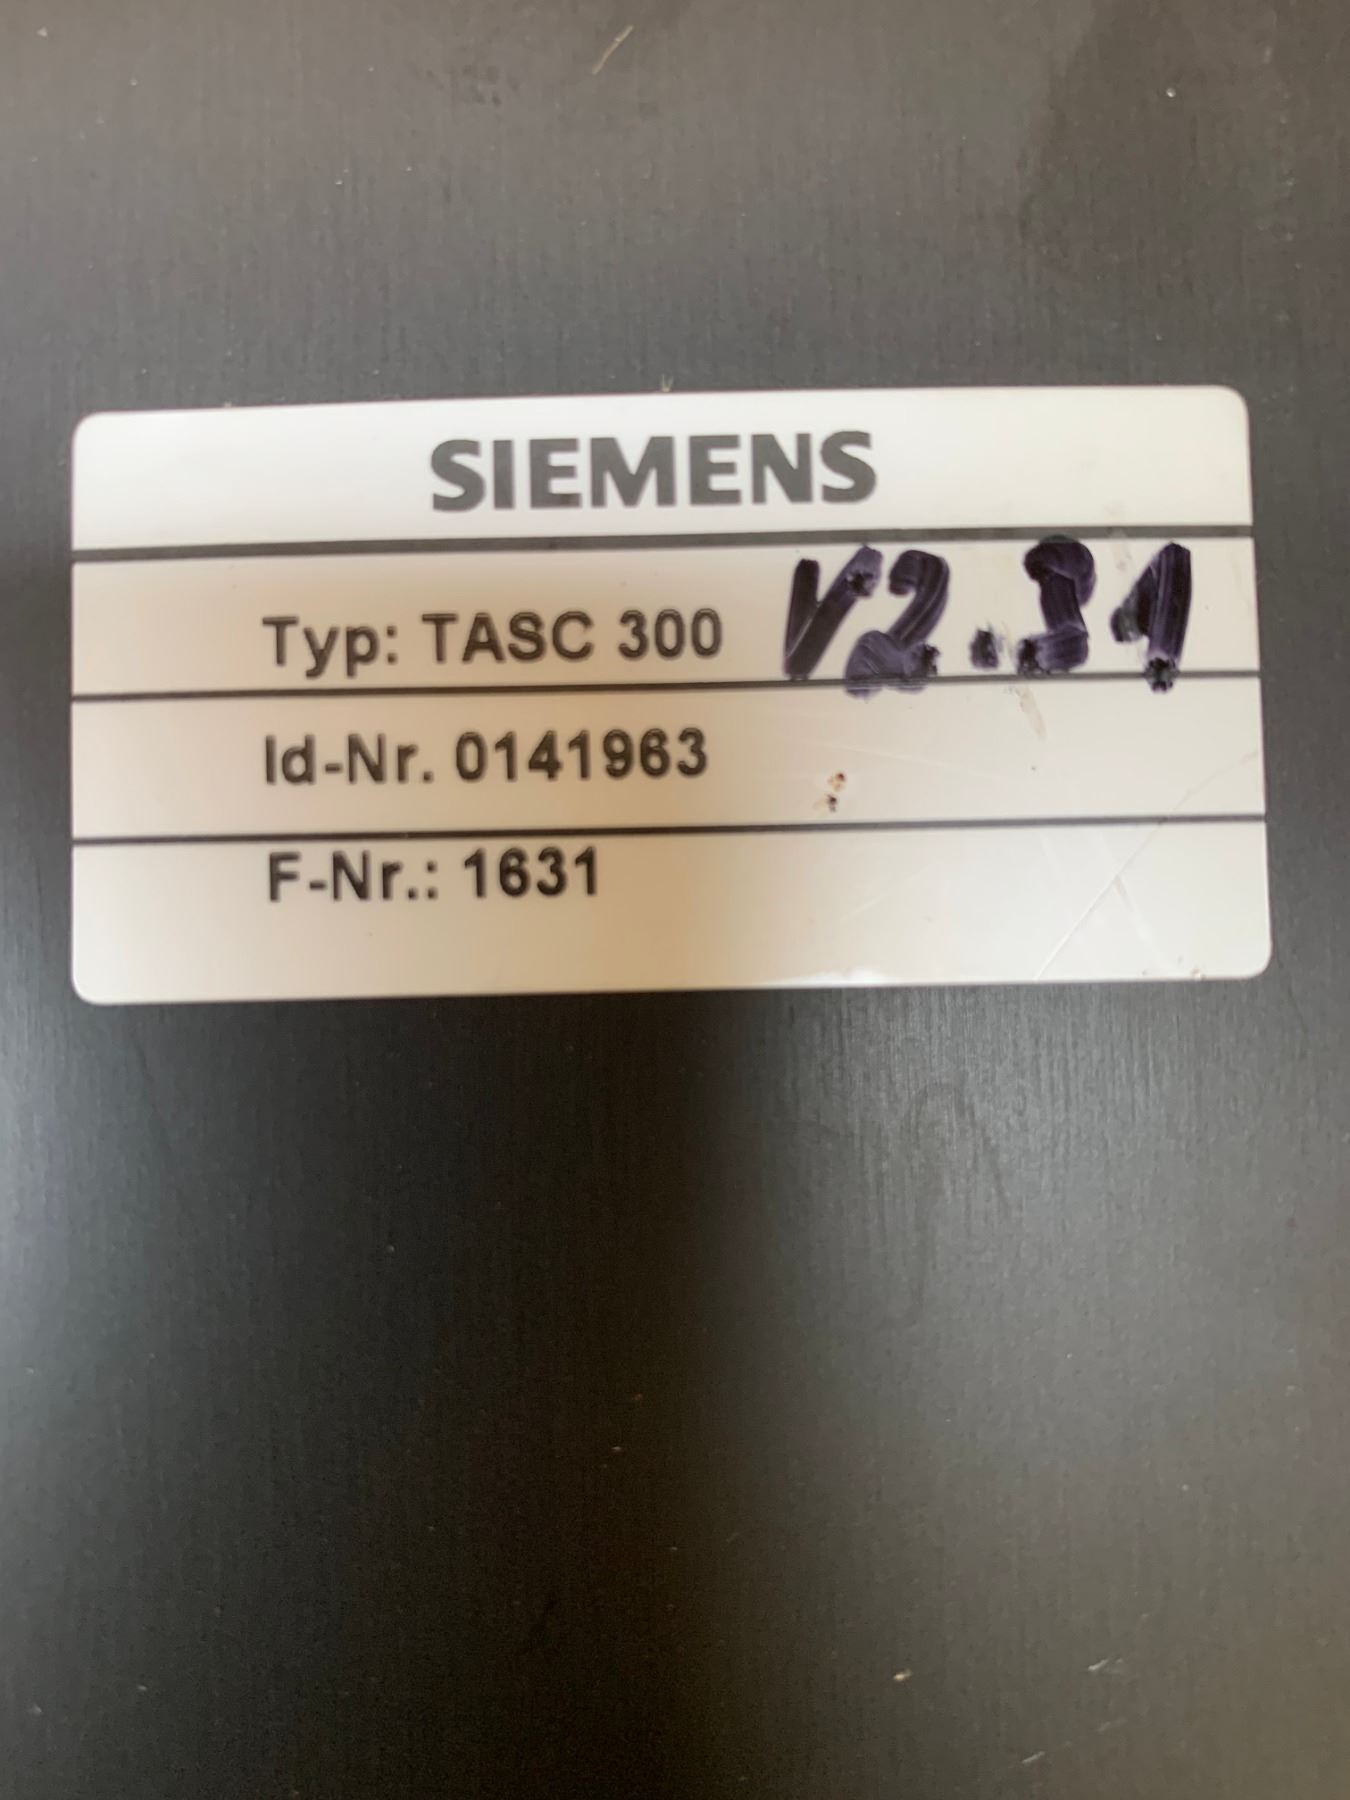 SIEMENS
Typ: TASC 300 V2.31
Id-Nr. 0141963
F-Nr.: 1631